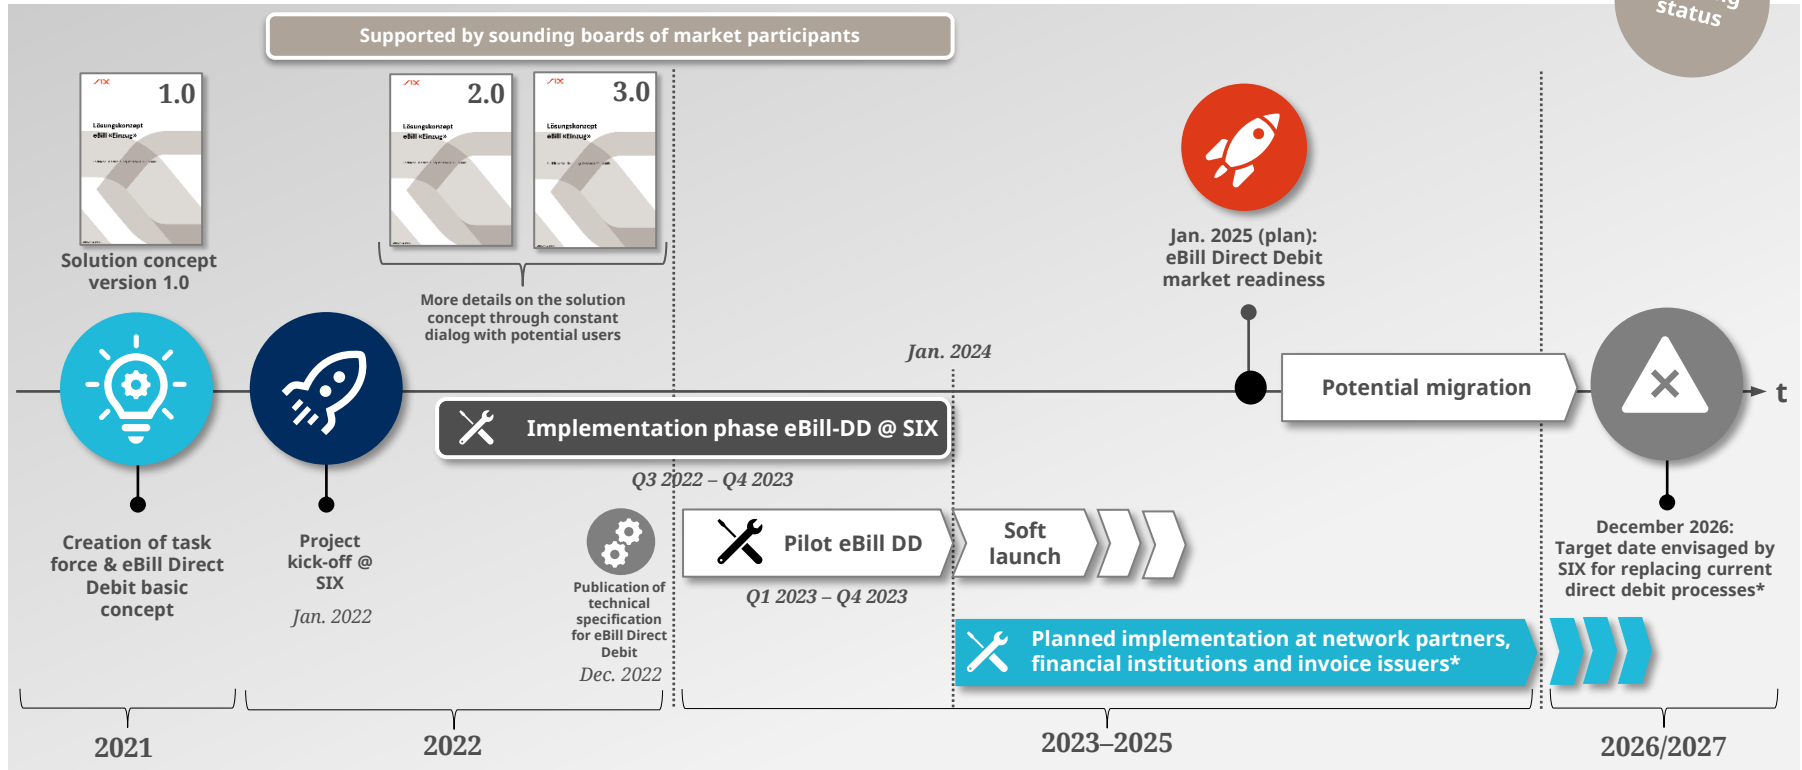 status
Supported by sounding boards of market participants
SIX
1.0
Lösungskonzept
eBill «Einzug»
SIX
2.0
Lösungskonzept
eBill «Einzug»
SIX
3.0
Lösungskonzept
eBill «Einzug»
Solution concept
version 1.0
More details on the solution
concept through constant
dialog with potential users
Jan. 2025 (plan):
eBill Direct Debit
market readiness
Jan. 2024
Potential migration
t
Implementation phase eBill-DD @ SIX
Q3 2022 – Q4 2023
Creation of task
force & eBill Direct
Debit basic
concept
Project
kick-off @
SIX
Jan. 2022
Publication of
technical
specification
for eBill Direct
Debit
Dec. 2022
Pilot eBill DD
Q1 2023 – Q4 2023
Soft
launch
December 2026:
Target date envisaged by
SIX for replacing current
direct debit processes*
Planned implementation at network partners,
financial institutions and invoice issuers*
2021
2022
2023–2025
2026/2027